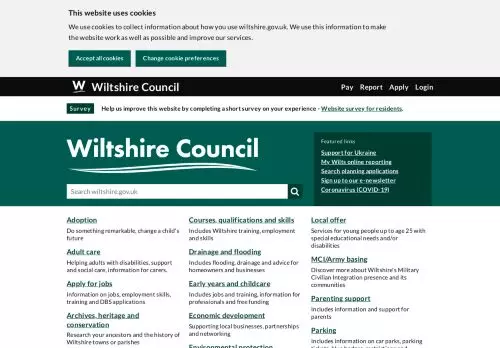 This website uses cookies
We use cookies to collect information about how you use wiltshire.gov.uk. We use this information to make
the website work as well as possible and improve our services.
Accept all cookies
Change cookie preferences
Wiltshire Council
Pay Report Apply Login
Survey Help us improve this website by completing a short survey on your experience - Website survey for residents.
Wiltshire Council
Search wiltshire.gov.uk
Featured links
Support for Ukraine
My Wilts online reporting
Search planning applications
Sign up to our e-newsletter
Coronavirus (COVID-19)
Adoption
Do something remarkable, change a child's
future
Adult care
Helping adults with disabilities, support
and social care, information for carers.
Apply for jobs
Information on jobs, employment skills,
training and DBS applications
Archives, heritage and
conservation
Research your ancestors and the history of
Wiltshire towns or parishes
Courses, qualifications and skills
Includes Wiltshire training, employment
and skills
Drainage and flooding
Includes flooding, drainage and advice for
homeowners and businesses
Early years and childcare
Includes jobs and training, information for
professionals and free funding
Economic development
Supporting local businesses, partnerships
and networking
Environmental protection
Local offer
Services for young people up to age 25 with
special educational needs and/or
disabilities
MCI/Army basing
Discover more about Wiltshire's Military
Civilian Integration presence and its
communities
Parenting support
Includes information and support for
parents
Parking
Includes information on car parks, parking